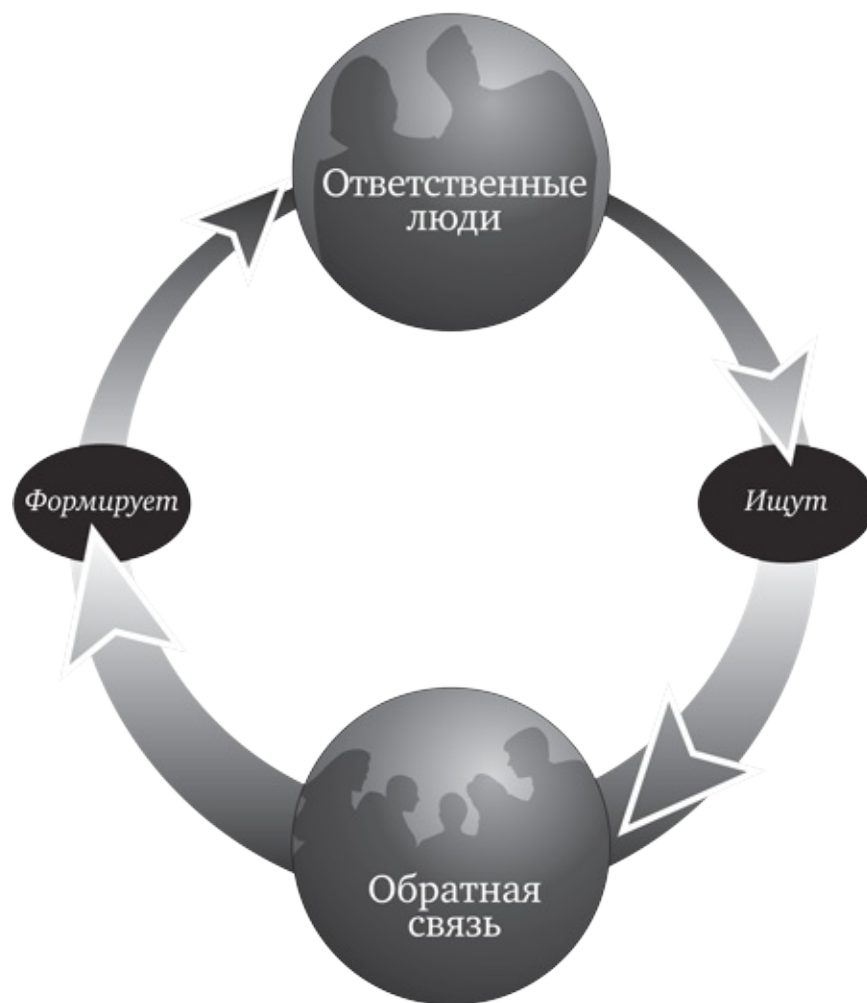 Ответственные
люди
Формирует
Ищут
Обратная
связь